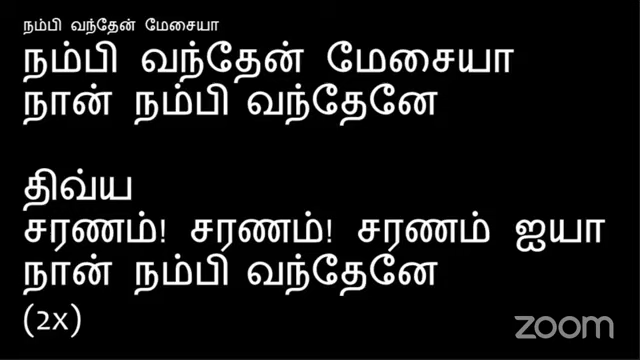 நம்பி வந்தேன் மேசையா
நம்பி வந்தேன் மேசையா
நான் நம்பி வந்தேனே
திவ்ய
சரணம்! சரணம்! சரணம் ஐயா
நான் நம்பி வந்தேனே
(2x)
zoom